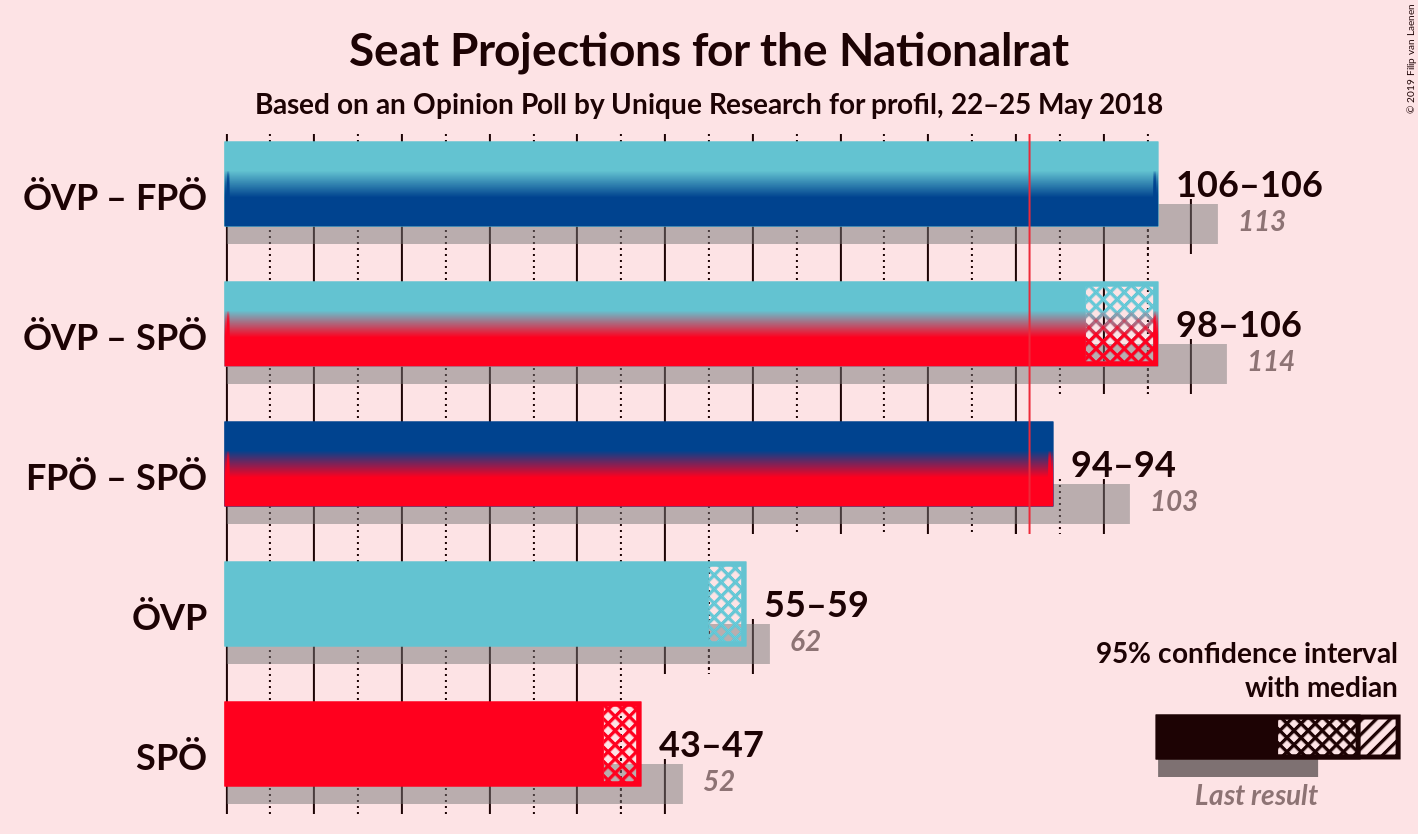 Seat Projections for the Nationalrat
Based on an Opinion Poll by Unique Research for profil, 22–25 May 2018
© 2019 Filip van Laenen
ÖVP – FPÖ
106–106
113
ÖVP – SPÖ
98–106
114
FPÖ – SPÖ
94–94
103
ÖVP
55–59
62
SPÖ
43–47
52
95% confidence interval
with median
Last result